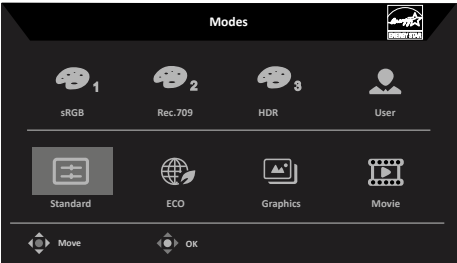 Modes
ENERGY STAR
1 2 3
sRGB Rec.709 HDR User
Standard ECO Graphics Movie
Move OK